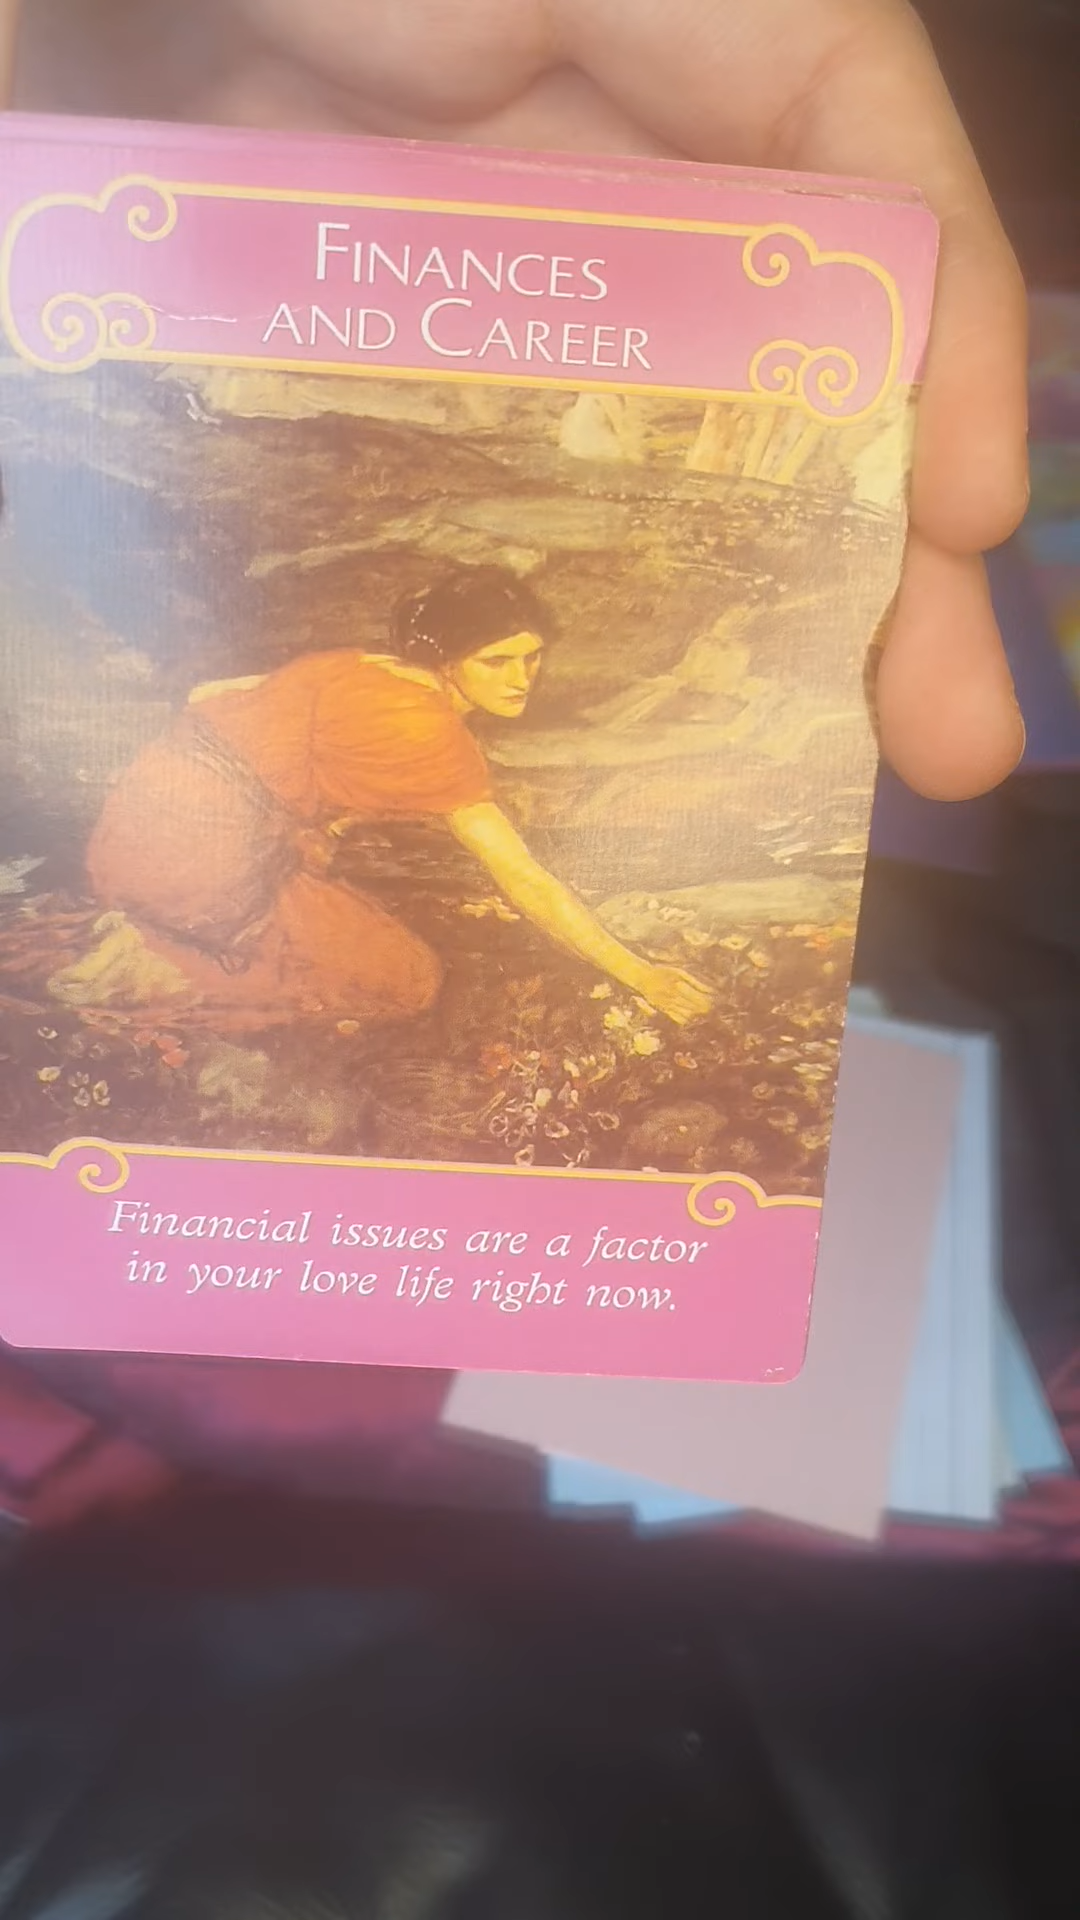 FINANCES
AND CAREER
Financial issues are a factor
in your love life right now.